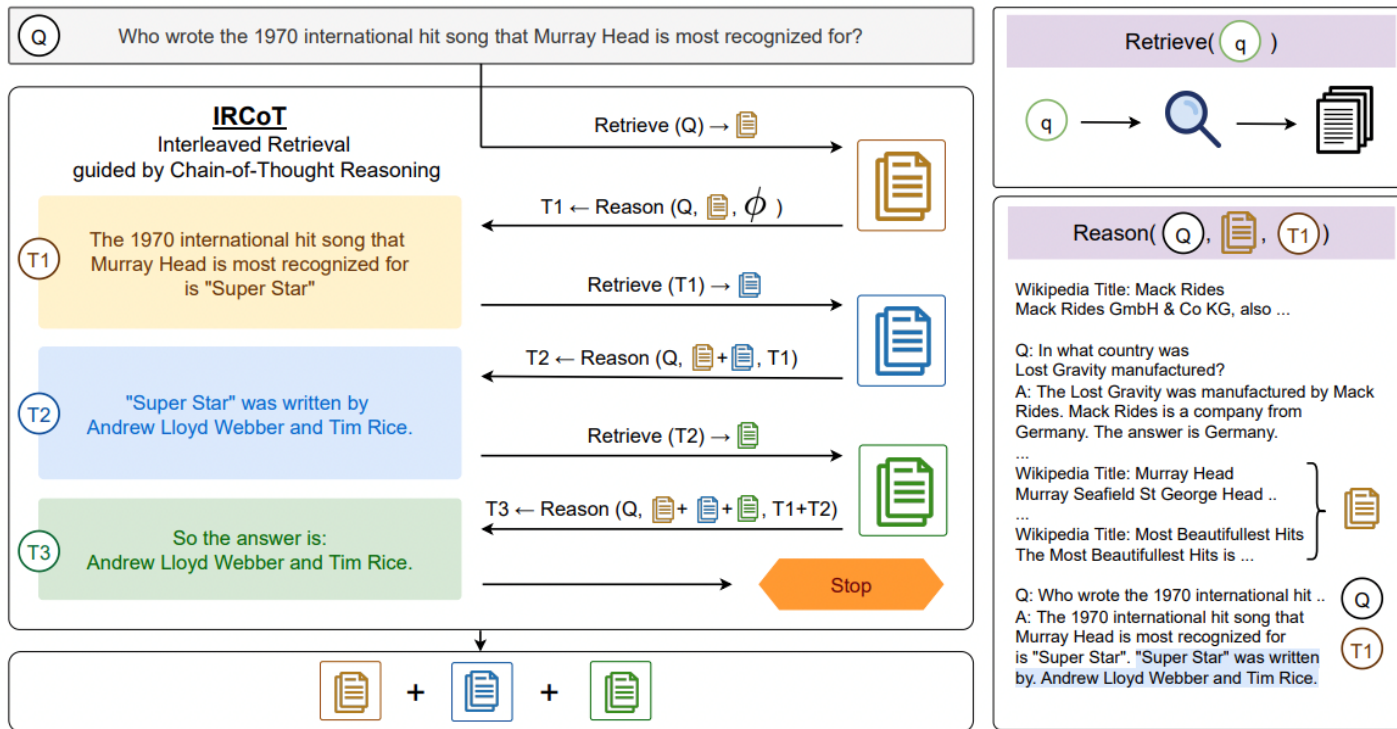 Q
Who wrote the 1970 international hit song that Murray Head is most recognized for?
IRCoT
Interleaved Retrieval
guided by Chain-of-Thought Reasoning
Retrieve (Q) →
T1 ← Reason (Q, , ϕ )
T1
The 1970 international hit song that
Murray Head is most recognized for
is "Super Star"
Retrieve (T1) →
T2 ← Reason (Q, + , T1)
T2
"Super Star" was written by
Andrew Lloyd Webber and Tim Rice.
Retrieve (T2) →
T3 ← Reason (Q, + + , T1+T2)
T3
So the answer is:
Andrew Lloyd Webber and Tim Rice.
Stop
+ +
Retrieve( q )
q
Reason( Q , , T1 )
Wikipedia Title: Mack Rides
Mack Rides GmbH & Co KG, also ...
Q: In what country was
Lost Gravity manufactured?
A: The Lost Gravity was manufactured by Mack
Rides. Mack Rides is a company from
Germany. The answer is Germany.
...
Wikipedia Title: Murray Head
Murray Seafield St George Head ..
...
Wikipedia Title: Most Beautifullest Hits
The Most Beautifullest Hits is ...
Q: Who wrote the 1970 international hit ..
Q
A: The 1970 international hit song that
Murray Head is most recognized for
is "Super Star". "Super Star" was written
by. Andrew Lloyd Webber and Tim Rice.
T1